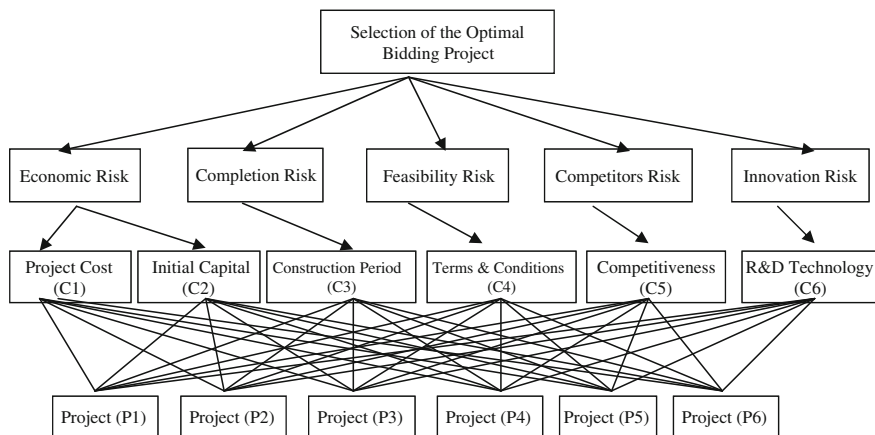 Selection of the Optimal
Bidding Project
Economic Risk
Completion Risk
Feasibility Risk
Competitors Risk
Innovation Risk
Project Cost
(C1)
Initial Capital
(C2)
Construction Period
(C3)
Terms & Conditions
(C4)
Competitiveness
(C5)
R&D Technology
(C6)
Project (P1)
Project (P2)
Project (P3)
Project (P4)
Project (P5)
Project (P6)